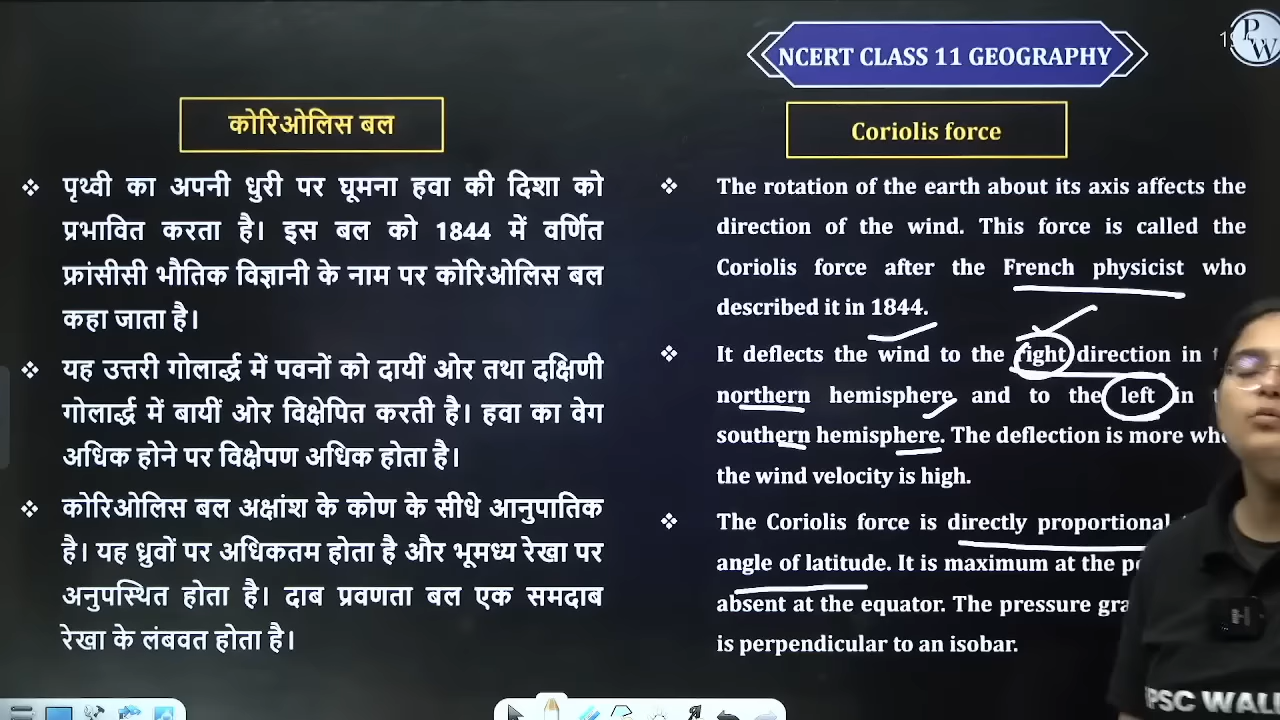 NCERT CLASS 11 GEOGRAPHY
PW
कोरिओलिस बल
पृथ्वी का अपनी धुरी पर घूमना हवा की दिशा को
प्रभावित करता है। इस बल को 1844 में वर्णित
फ्रांसीसी भौतिक विज्ञानी के नाम पर कोरिओलिस बल
कहा जाता है।
यह उत्तरी गोलार्द्ध में पवनों को दायीं ओर तथा दक्षिणी
गोलार्द्ध में बायीं ओर विक्षेपित करती है। हवा का वेग
अधिक होने पर विक्षेपण अधिक होता है।
कोरिओलिस बल अक्षांश के कोण के सीधे आनुपातिक
है। यह ध्रुवों पर अधिकतम होता है और भूमध्य रेखा पर
अनुपस्थित होता है। दाब प्रवणता बल एक समदाब
रेखा के लंबवत होता है।
Coriolis force
The rotation of the earth about its axis affects the
direction of the wind. This force is called the
Coriolis force after the French physicist who
described it in 1844.
It deflects the wind to the right direction in
northern hemisphere and to the left in
southern hemisphere. The deflection is more
the wind velocity is high.
The Coriolis force is directly proportional
angle of latitude. It is maximum at the
absent at the equator. The pressure
is perpendicular to an isobar.
PSC WALL